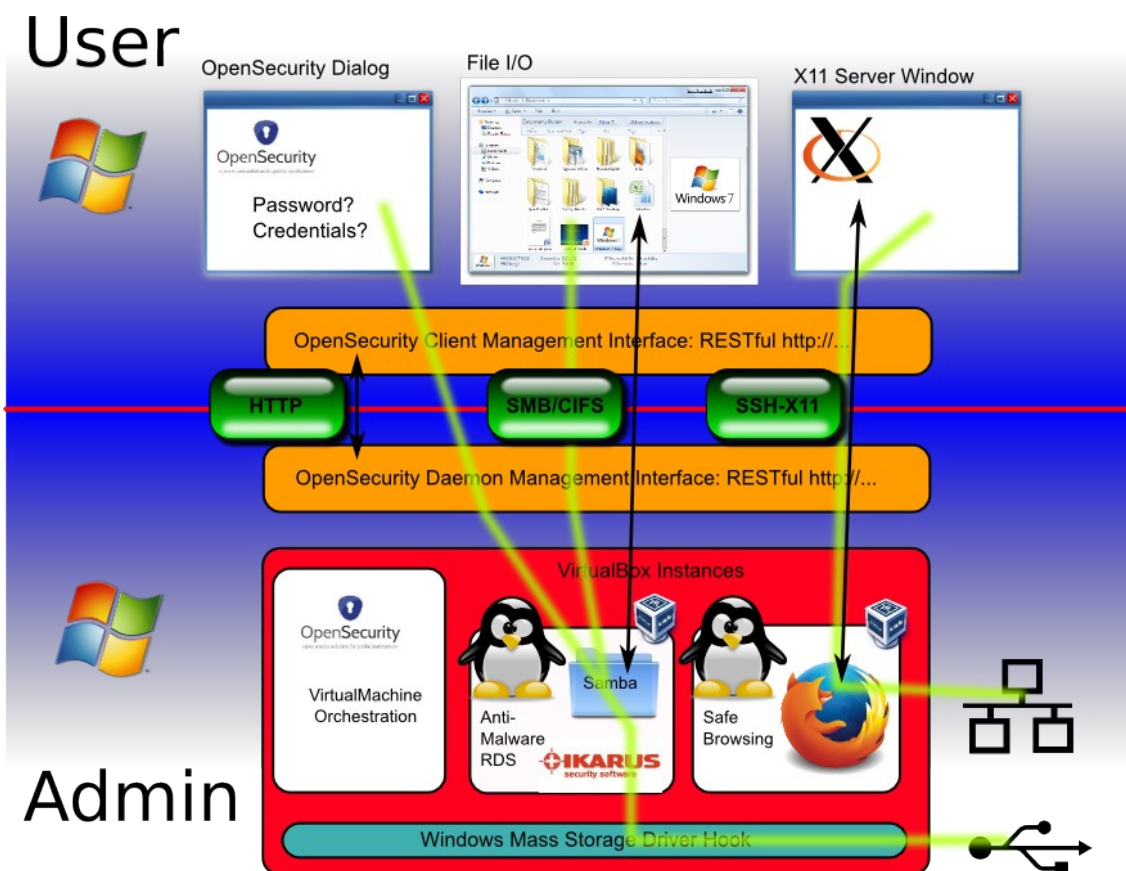 User
OpenSecurity Dialog
File I/O
X11 Server Window
OpenSecurity
Password?
Credentials?
Windows 7
OpenSecurity Client Management Interface: RESTful http://...
HTTP
SMB/CIFS
SSH-X11
OpenSecurity Daemon Management Interface: RESTful http://...
VirtualBox Instances
OpenSecurity
VirtualMachine
Orchestration
Samba
Anti-
Malware
RDS
IKARUS
security software
Safe
Browsing
Admin
Windows Mass Storage Driver Hook